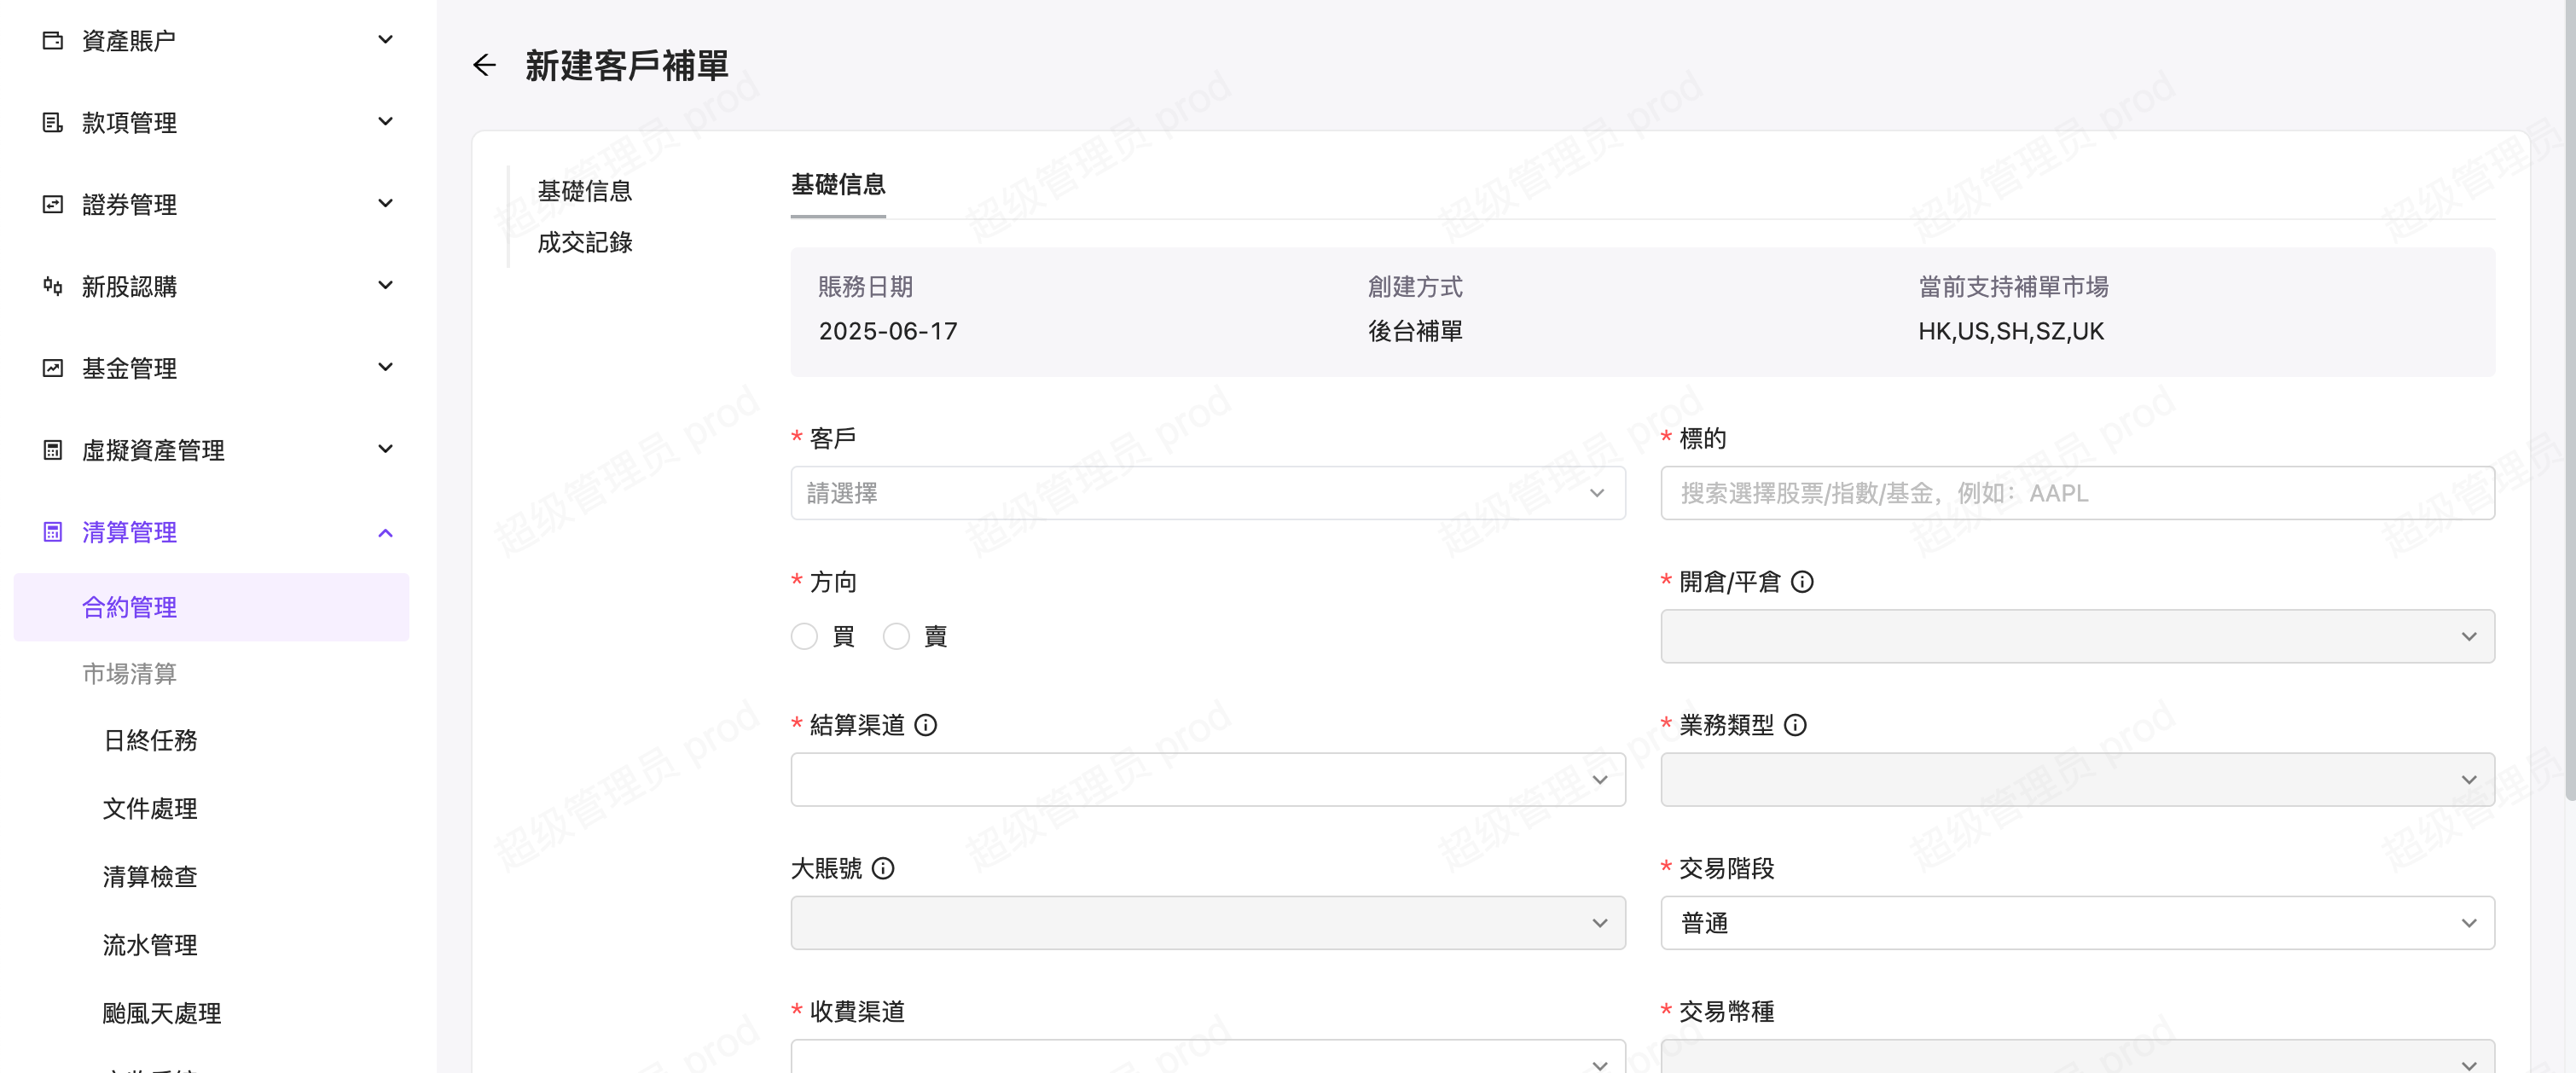 資產賬户
款項管理
證券管理
新股認購
基金管理
虛擬資產管理
清算管理
合約管理
市場清算
日終任務
文件處理
清算檢查
流水管理
颱風天處理
新建客戶補單
基礎信息
成交記錄
基礎信息
賬務日期
2025-06-17
創建方式
後台補單
當前支持補單市場
HK,US,SH,SZ,UK
* 客戶
請選擇
* 標的
搜索選擇股票/指數/基金，例如：AAPL
* 方向
買 賣
* 開倉/平倉
* 結算渠道
* 業務類型
大賬號
* 交易階段
普通
* 收費渠道
* 交易幣種
超级管理员 prod